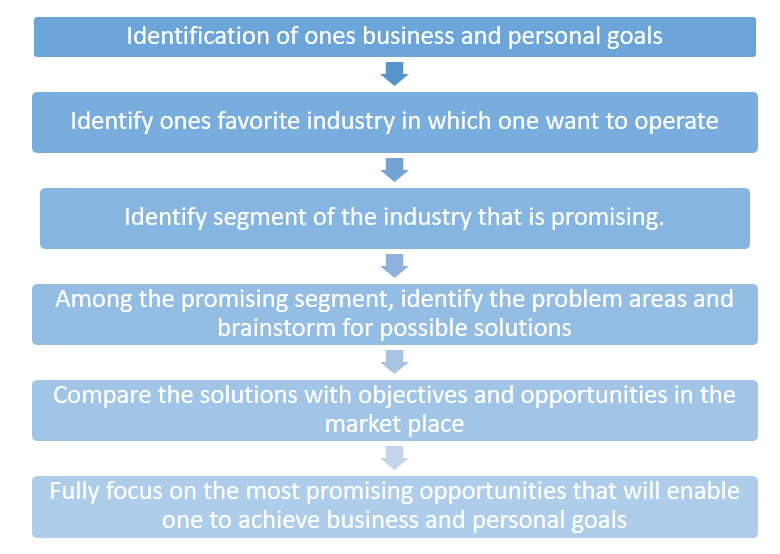 Identification of ones business and personal goals
Identify ones favorite industry in which one want to operate
Identify segment of the industry that is promising.
Among the promising segment, identify the problem areas and
brainstorm for possible solutions
Compare the solutions with objectives and opportunities in the
market place
Fully focus on the most promising opportunities that will enable
one to achieve business and personal goals